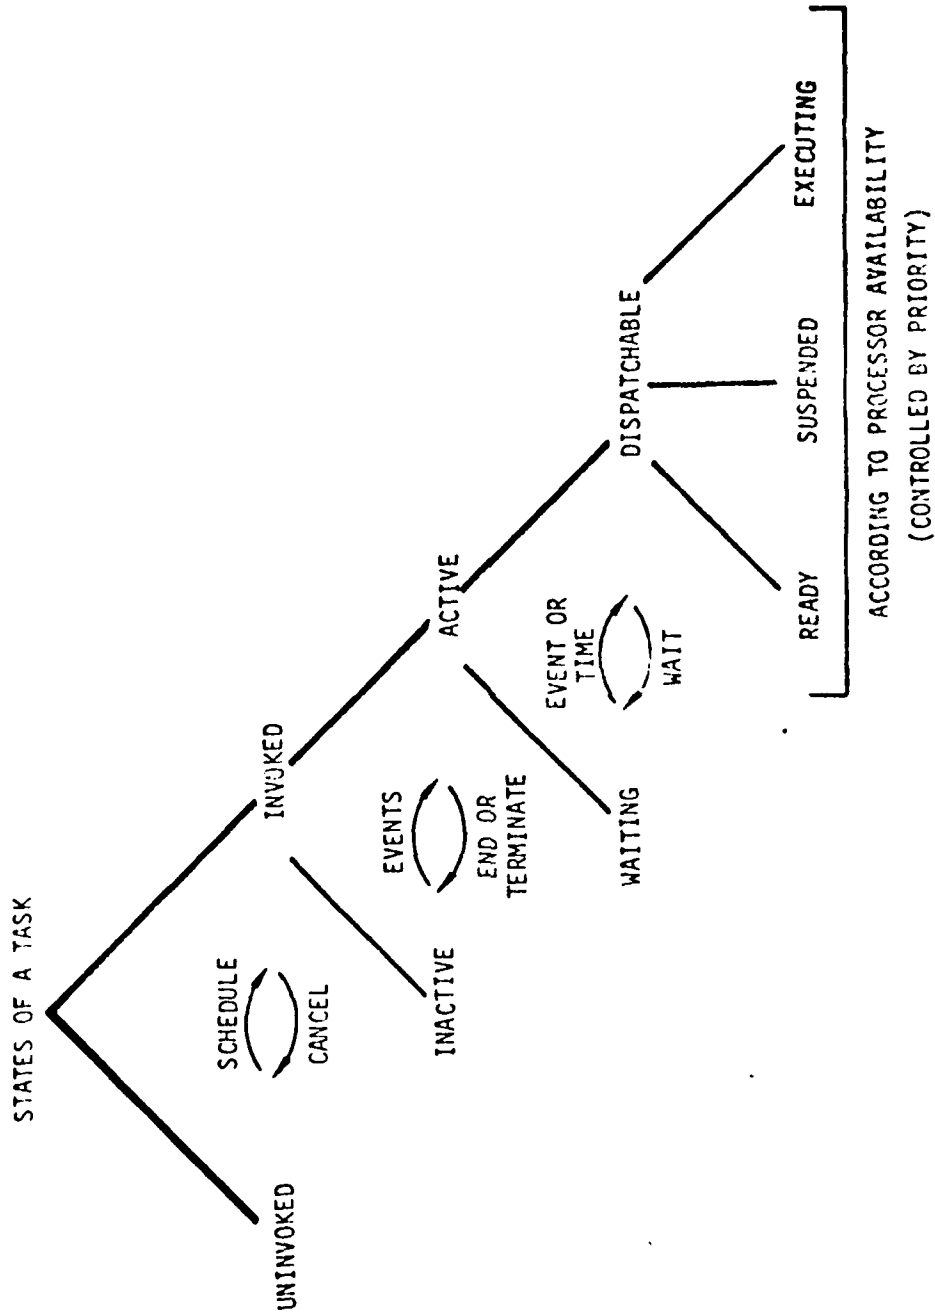 STATES OF A TASK
UNINVOKED
SCHEDULE
CANCEL
INVOKED
INACTIVE
EVENTS
END OR
TERMINATE
ACTIVE
WAITING
EVENT OR
TIME
WAIT
DISPATCHABLE
READY
SUSPENDED
EXECUTING
ACCORDING TO PROCESSOR AVAILABILITY
(CONTROLLED BY PRIORITY)